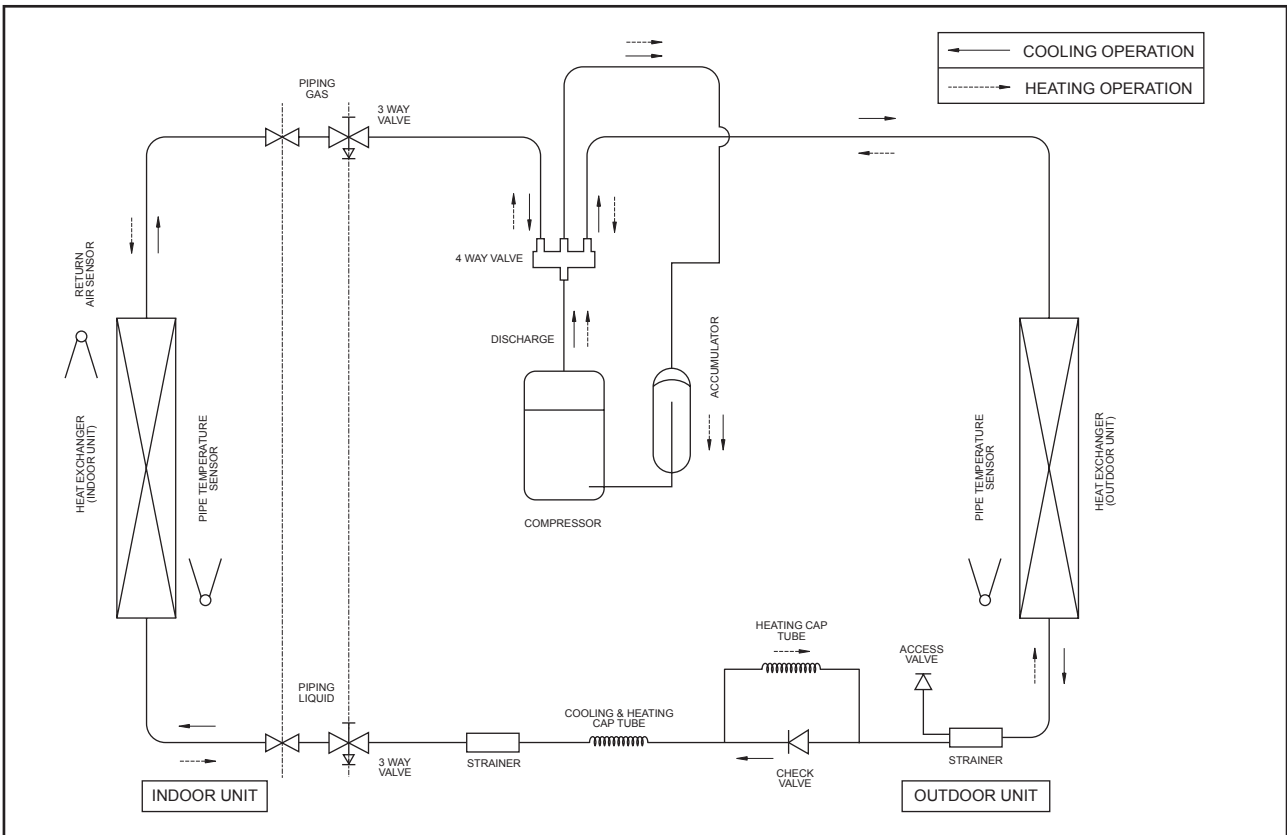 COOLING OPERATION
HEATING OPERATION
PIPING
GAS
3 WAY
VALVE
RETURN
AIR SENSOR
4 WAY VALVE
DISCHARGE
ACCUMULATOR
HEAT EXCHANGER
(INDOOR UNIT)
PIPE TEMPERATURE
SENSOR
COMPRESSOR
PIPE TEMPERATURE
SENSOR
HEAT EXCHANGER
(OUTDOOR UNIT)
HEATING CAP
TUBE
ACCESS
VALVE
PIPING
LIQUID
COOLING & HEATING
CAP TUBE
3 WAY
VALVE
STRAINER
CHECK
VALVE
STRAINER
INDOOR UNIT
OUTDOOR UNIT